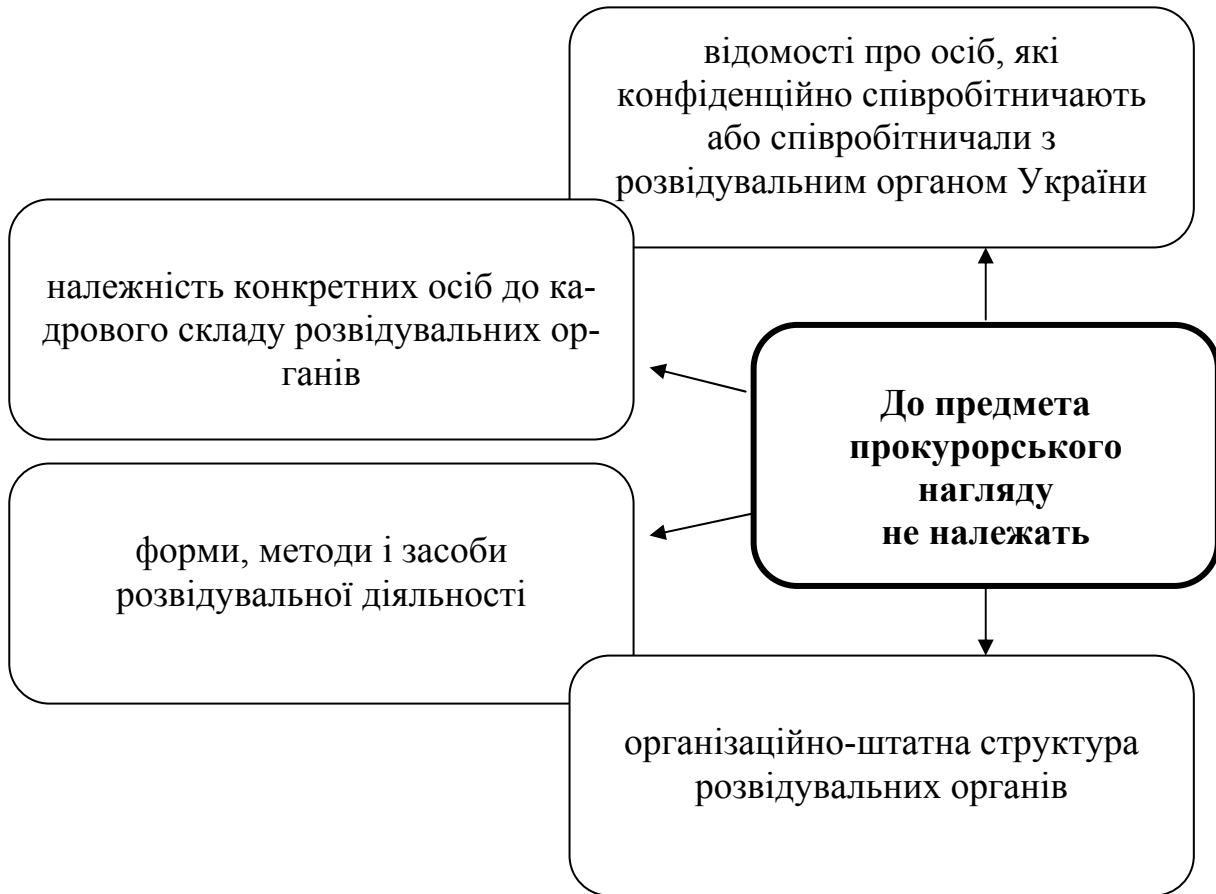 відомості про осіб, які
конфіденційно співробітничають
або співробітничали з
розвідувальним органом України
належність конкретних осіб до ка-
дрового складу розвідувальних ор-
ганів
До предмета
прокурорського
нагляду
не належать
форми, методи і засоби
розвідувальної діяльності
організаційно-штатна структура
розвідувальних органів